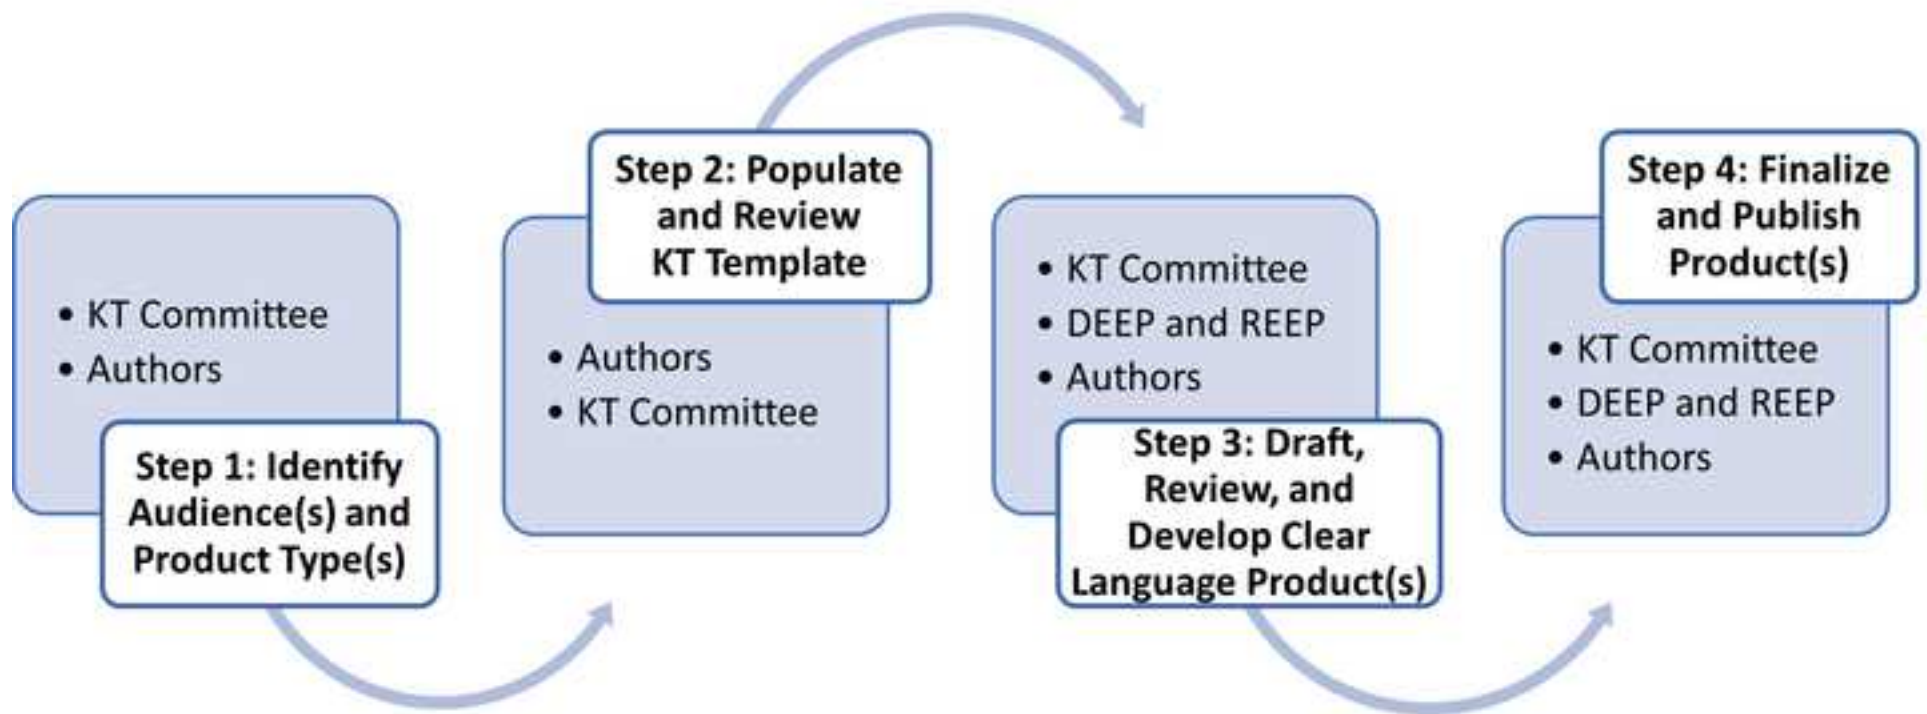 • KT Committee
• Authors
Step 1: Identify
Audience(s) and
Product Type(s)
Step 2: Populate
and Review
KT Template
• Authors
• KT Committee
• KT Committee
• DEEP and REEP
• Authors
Step 3: Draft,
Review, and
Develop Clear
Language Product(s)
Step 4: Finalize
and Publish
Product(s)
• KT Committee
• DEEP and REEP
• Authors